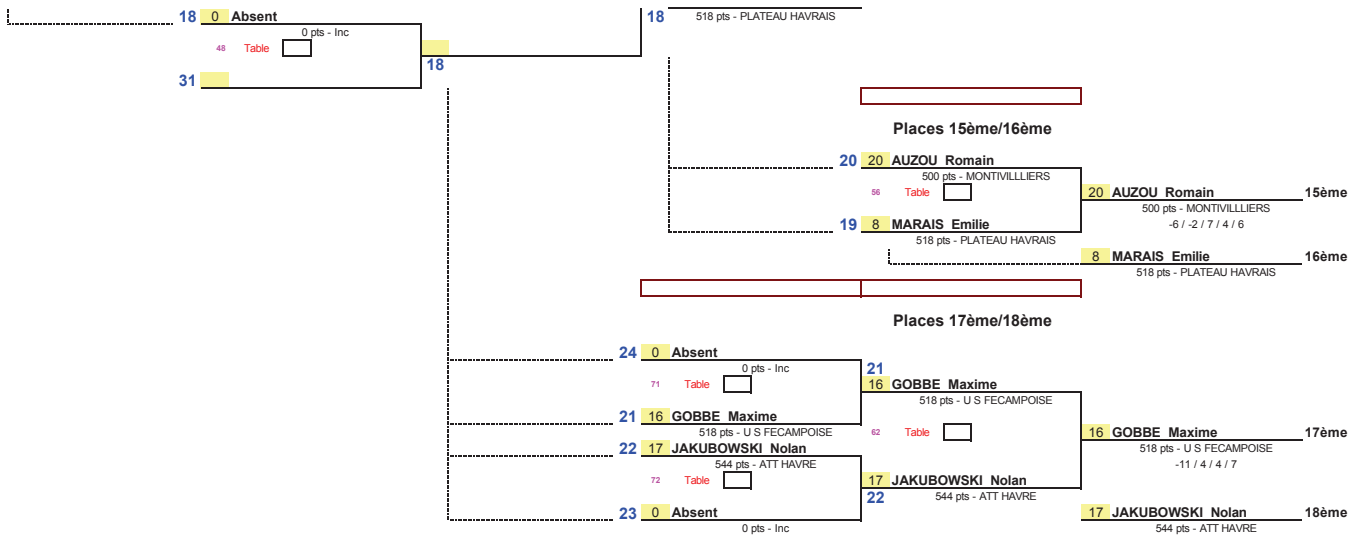 18 0 Absent
0 pts - Inc
48 Table
31
18
18
518 pts - PLATEAU HAVRAIS
Places 15ème/16ème
20 20 AUZOU Romain
500 pts - MONTIVILLLIERS
56 Table
19 8 MARAIS Emilie
518 pts - PLATEAU HAVRAIS
20 AUZOU Romain 15ème
500 pts - MONTIVILLLIERS
-6 / -2 / 7 / 4 / 6
8 MARAIS Emilie 16ème
518 pts - PLATEAU HAVRAIS
Places 17ème/18ème
24 0 Absent
0 pts - Inc
71 Table
21 16 GOBBE Maxime
518 pts - U S FECAMPOISE
22 17 JAKUBOWSKI Nolan
544 pts - ATT HAVRE
72 Table
23 0 Absent
0 pts - Inc
21
16 GOBBE Maxime
518 pts - U S FECAMPOISE
62 Table
17 JAKUBOWSKI Nolan
22
544 pts - ATT HAVRE
16 GOBBE Maxime 17ème
518 pts - U S FECAMPOISE
-11 / 4 / 4 / 7
17 JAKUBOWSKI Nolan 18ème
544 pts - ATT HAVRE